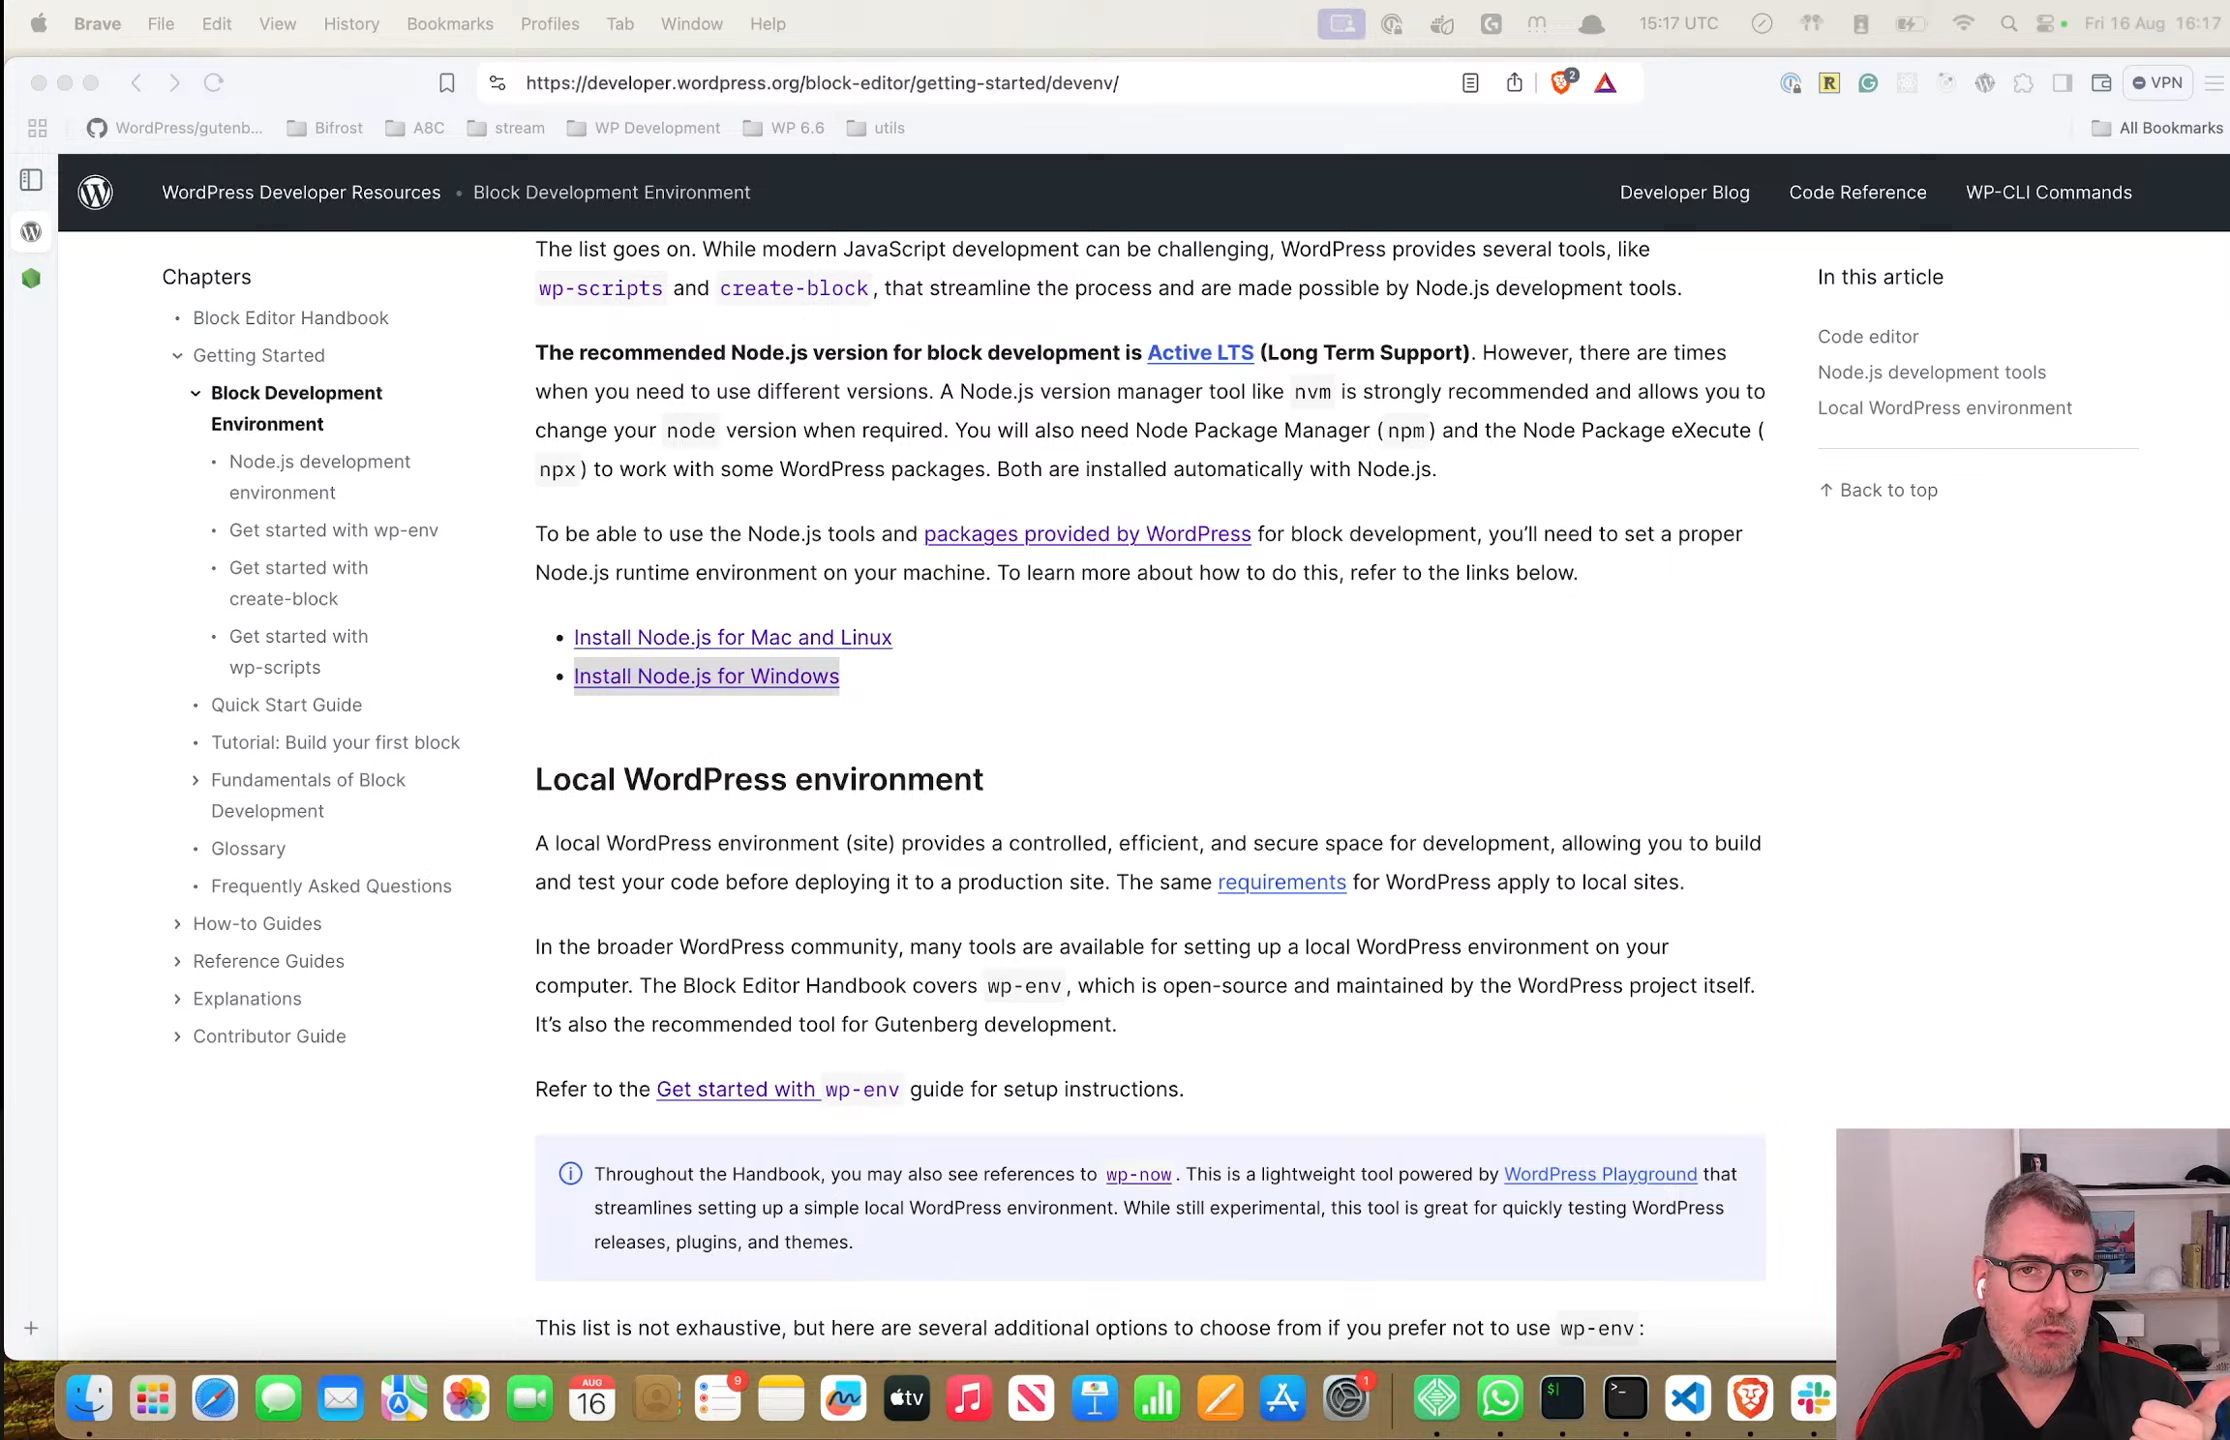 Brave File Edit View History Bookmarks Profiles Tab Window Help 15:17 UTC Fri 16 Aug 16:17
https://developer.wordpress.org/block-editor/getting-started/devenv/ 2 VPN
WordPress/gutenb... Bifrost A8C stream WP Development WP 6.6 utils All Bookmarks
WordPress Developer Resources • Block Development Environment Developer Blog Code Reference WP-CLI Commands
Chapters
Block Editor Handbook
Getting Started
Block Development
Environment
Node.js development
environment
Get started with wp-env
Get started with
create-block
Get started with
wp-scripts
Quick Start Guide
Tutorial: Build your first block
Fundamentals of Block
Development
Glossary
Frequently Asked Questions
How-to Guides
Reference Guides
Explanations
Contributor Guide
The list goes on. While modern JavaScript development can be challenging, WordPress provides several tools, like
wp-scripts and create-block, that streamline the process and are made possible by Node.js development tools.
The recommended Node.js version for block development is Active LTS (Long Term Support). However, there are times
when you need to use different versions. A Node.js version manager tool like nvm is strongly recommended and allows you to
change your node version when required. You will also need Node Package Manager (npm) and the Node Package eXecute (
npx) to work with some WordPress packages. Both are installed automatically with Node.js.
To be able to use the Node.js tools and packages provided by WordPress for block development, you’ll need to set a proper
Node.js runtime environment on your machine. To learn more about how to do this, refer to the links below.
Install Node.js for Mac and Linux
Install Node.js for Windows
Local WordPress environment
A local WordPress environment (site) provides a controlled, efficient, and secure space for development, allowing you to build
and test your code before deploying it to a production site. The same requirements for WordPress apply to local sites.
In the broader WordPress community, many tools are available for setting up a local WordPress environment on your
computer. The Block Editor Handbook covers wp-env, which is open-source and maintained by the WordPress project itself.
It’s also the recommended tool for Gutenberg development.
Refer to the Get started with wp-env guide for setup instructions.
Throughout the Handbook, you may also see references to wp-now. This is a lightweight tool powered by WordPress Playground that
streamlines setting up a simple local WordPress environment. While still experimental, this tool is great for quickly testing WordPress
releases, plugins, and themes.
This list is not exhaustive, but here are several additional options to choose from if you prefer not to use wp-env:
In this article
Code editor
Node.js development tools
Local WordPress environment
↑ Back to top
AUG
16
9
tv
1